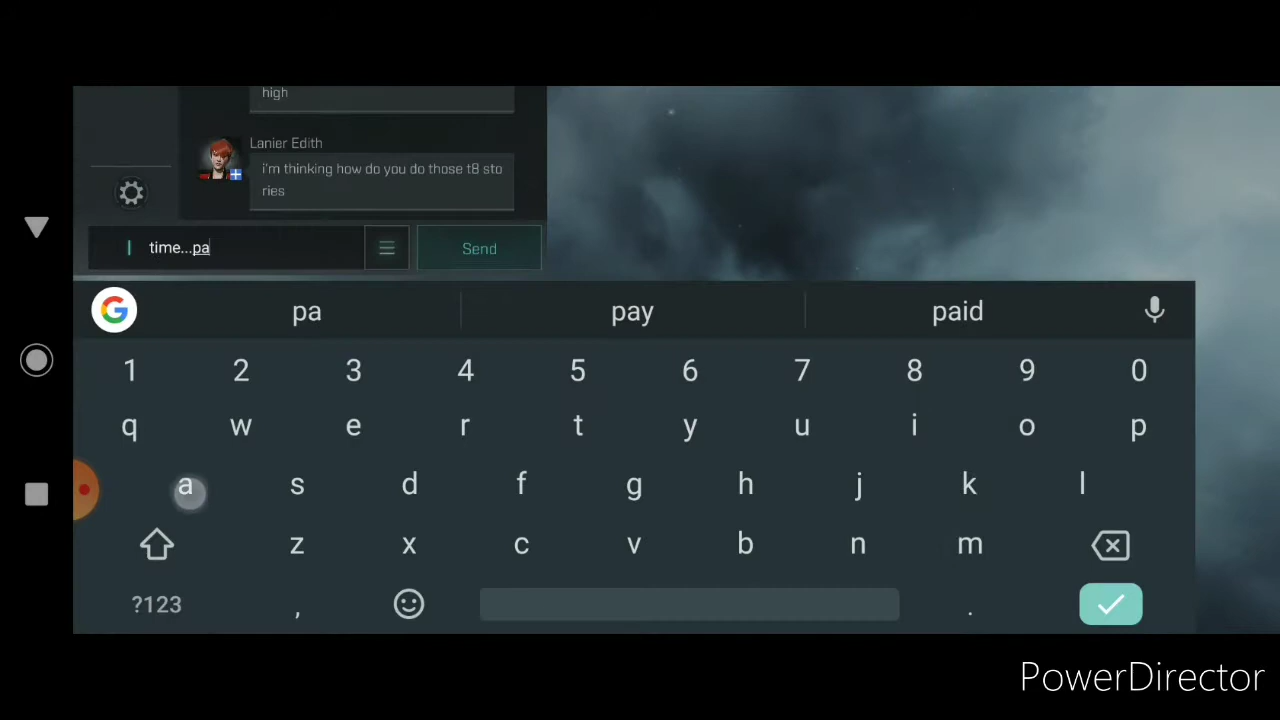 high
Lanier Edith
i'm thinking how do you do those t8 sto
ries
time...pa
Send
pa pay paid
1 2 3 4 5 6 7 8 9 0
q w e r t y u i o p
a s d f g h j k l
z x c v b n m
?123 , .
PowerDirector